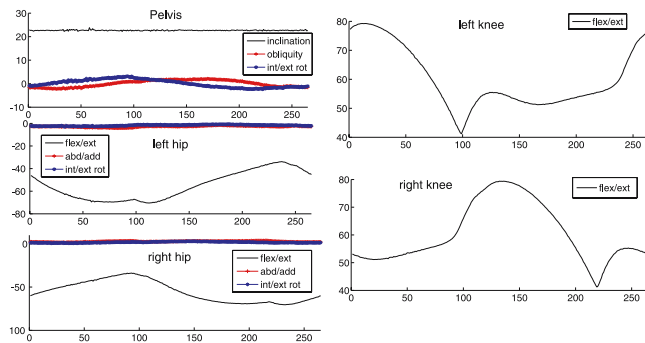 Pelvis
30
20
10
0
-10
inclination
obliquity
int/ext rot
0 50 100 150 200 250
0
-20
-40
-60
-80
flex/ext
abd/add
int/ext rot
left hip
0 50 100 150 200 250
0
-50
100
right hip
flex/ext
abd/add
int/ext rot
0 50 100 150 200 250
80
70
60
50
40
left knee
flex/ext
0 50 100 150 200 250
80
70
60
50
40
right knee
flex/ext
0 50 100 150 200 250